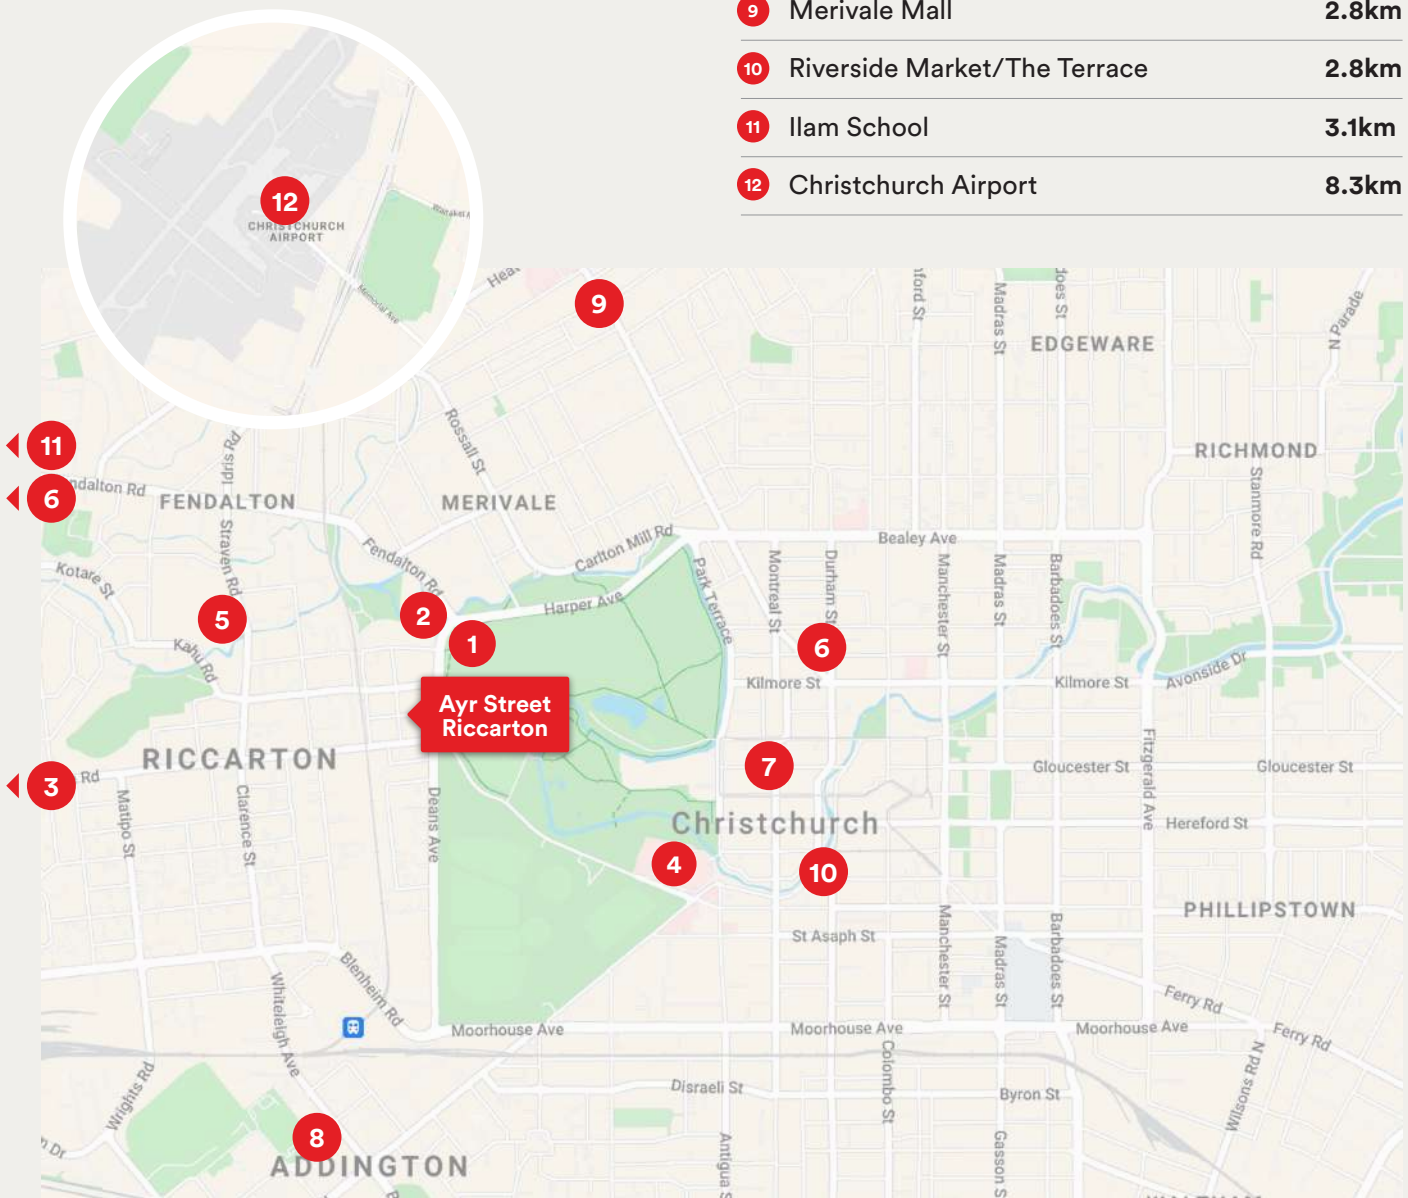 9 Merivale Mall 2.8km
10 Riverside Market/The Terrace 2.8km
11 Ilam School 3.1km
12 Christchurch Airport 8.3km
12
CHRISTCHURCH
AIRPORT
Memorial Ave
9
Madras St
EDGEWARE
N Parade
11
Idris Rd
Rossall St
RICHMOND
6
FENDALTON
MERIVALE
Stanmore Rd
Straven Rd
Fendalton Rd
Carlton Mill Rd
Bealey Ave
Kotare St
Park Terrace
Montreal St
Durham St
Manchester St
Madras St
Barbadoes St
5
2
Harper Ave
1
6
Kahu Rd
Kilmore St
Kilmore St
Avonside Dr
Ayr Street
Riccarton
RICCARTON
7
Gloucester St
Fitzgerald Ave
Gloucester St
3
Rd
Matipo St
Clarence St
Deans Ave
Christchurch
Hereford St
4
10
PHILLIPSTOWN
St Asaph St
Manchester St
Madras St
Barbadoes St
Blenheim Rd
Whiteleigh Ave
Ferry Rd
Moorhouse Ave
Moorhouse Ave
Moorhouse Ave
Ferry Rd
Wrights Rd
Colombo St
Disraeli St
Byron St
Wilsons Rd N
8
ADDINGTON
Antigua S
Gasson S